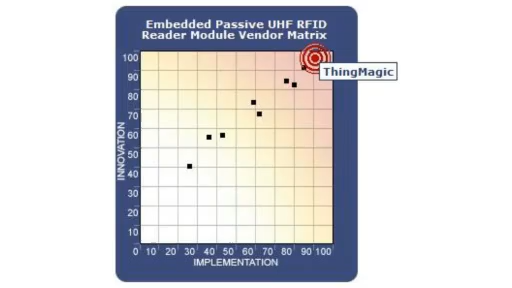 Embedded Passive UHF RFID
Reader Module Vendor Matrix
ThingMagic
100
90
80
70
60
50
40
30
20
10
0 10 20 30 40 50 60 70 80 90 100
INNOVATION
IMPLEMENTATION